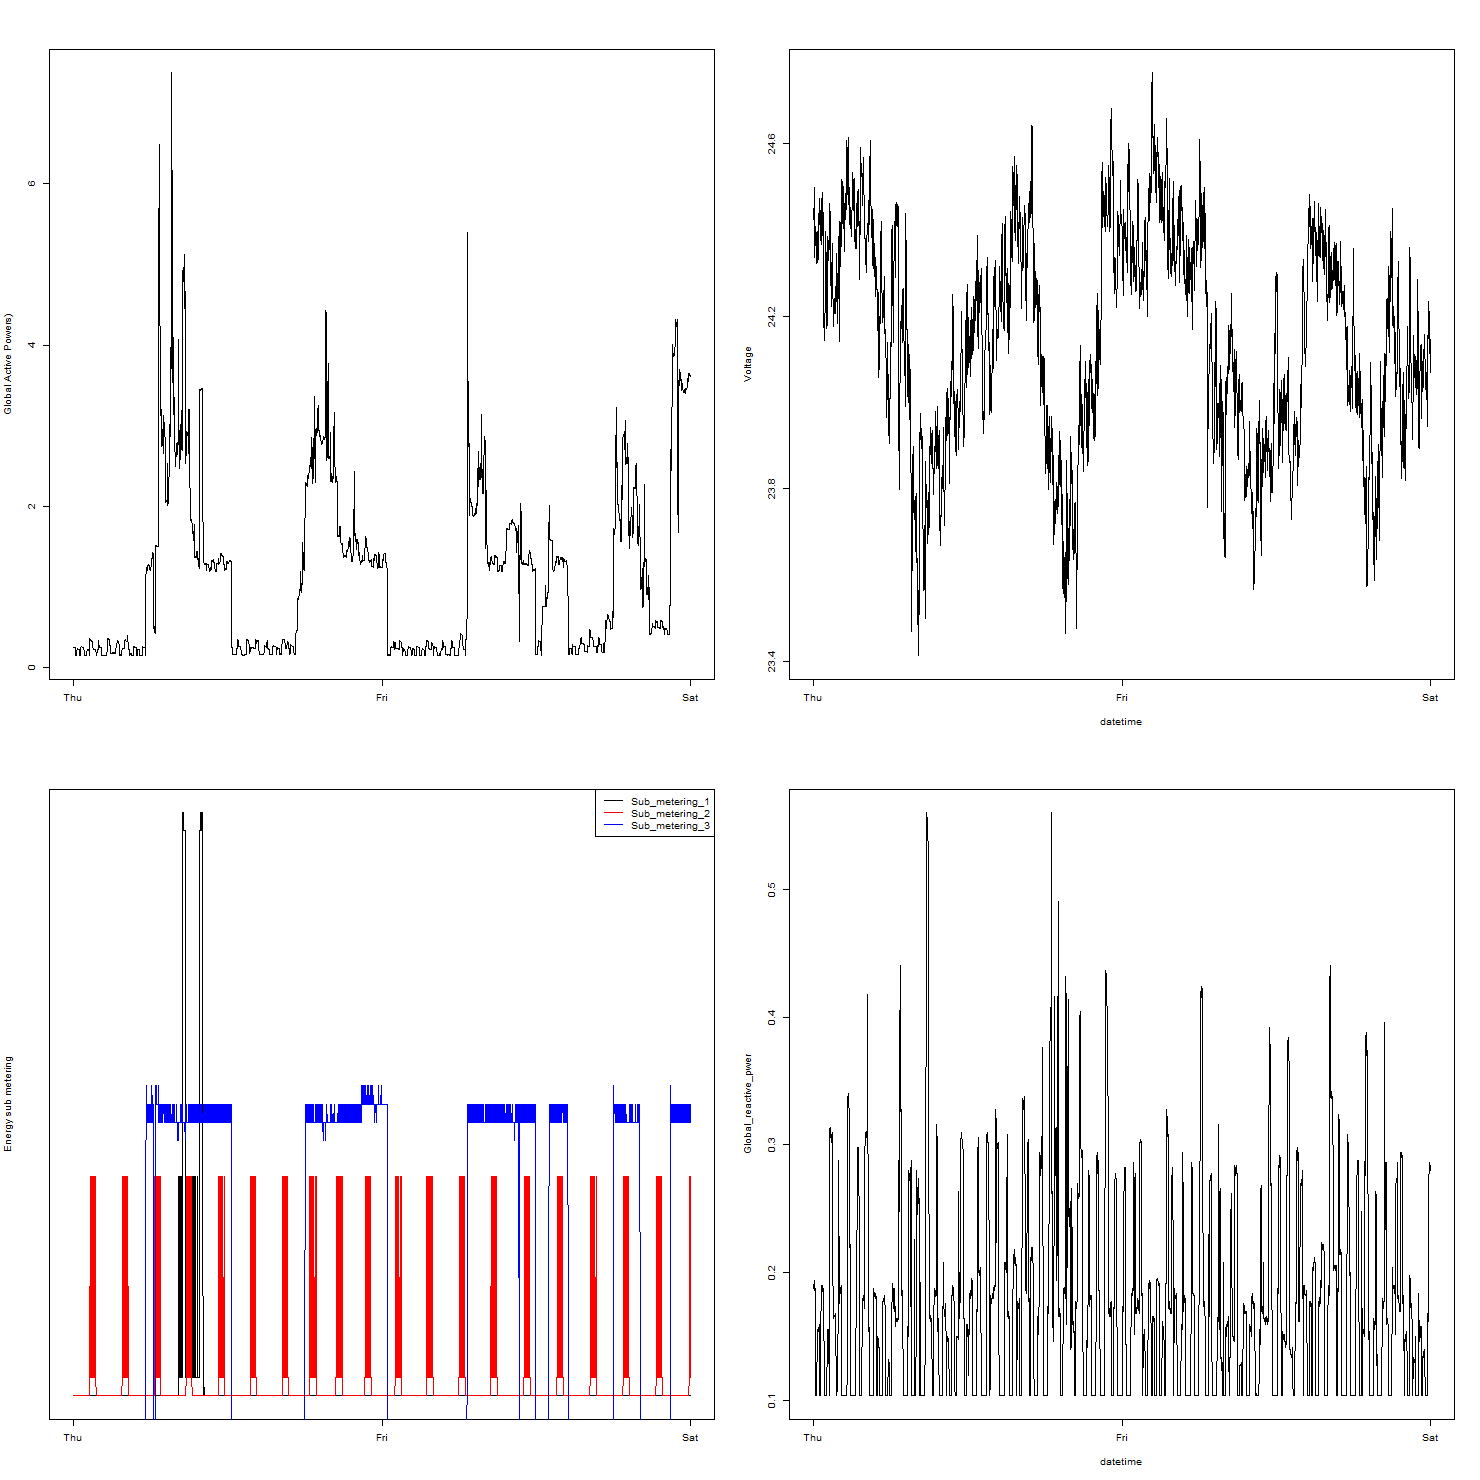 Global Active Powers)
6
4
2
0
Thu
Fri
Sat
Voltage
24.6
24.2
23.8
23.4
Thu
Fri
Sat
datetime
Energy sub metering
Sub_metering_1
Sub_metering_2
Sub_metering_3
Thu
Fri
Sat
Global_reactive_pwer
0.5
0.4
0.3
0.2
0.1
Thu
Fri
Sat
datetime